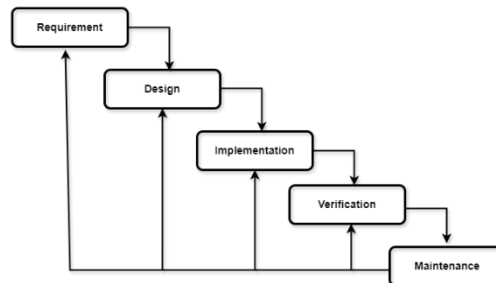 Requirement
Design
Implementation
Verification
Maintenance